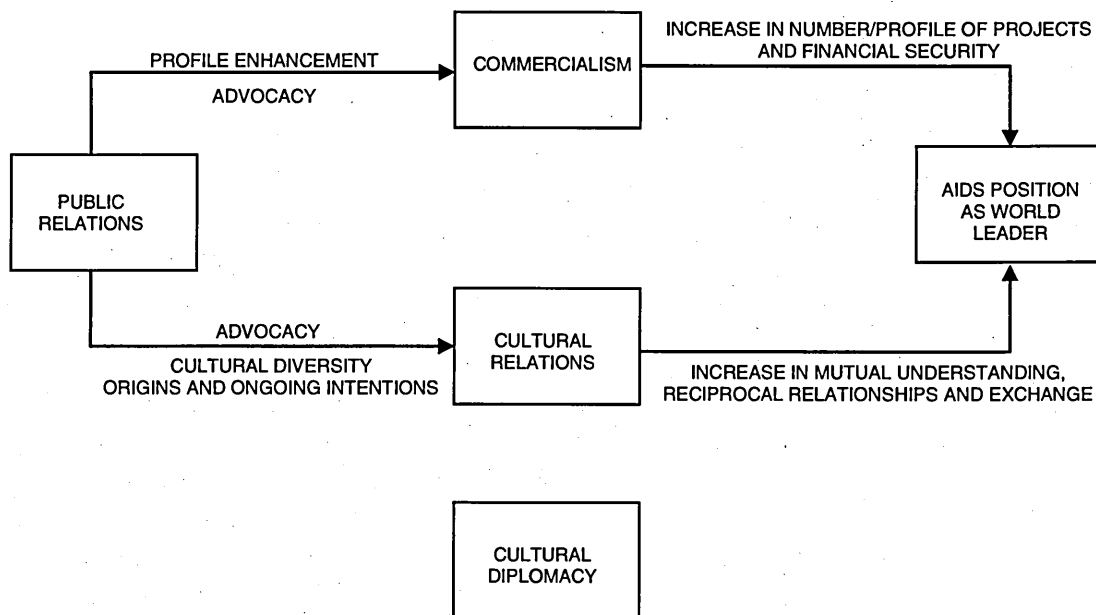 PROFILE ENHANCEMENT
ADVOCACY
COMMERCIALISM
INCREASE IN NUMBER/PROFILE OF PROJECTS
AND FINANCIAL SECURITY
PUBLIC
RELATIONS
AIDS POSITION
AS WORLD
LEADER
ADVOCACY
CULTURAL DIVERSITY
ORIGINS AND ONGOING INTENTIONS
CULTURAL
RELATIONS
INCREASE IN MUTUAL UNDERSTANDING,
RECIPROCAL RELATIONSHIPS AND EXCHANGE
CULTURAL
DIPLOMACY